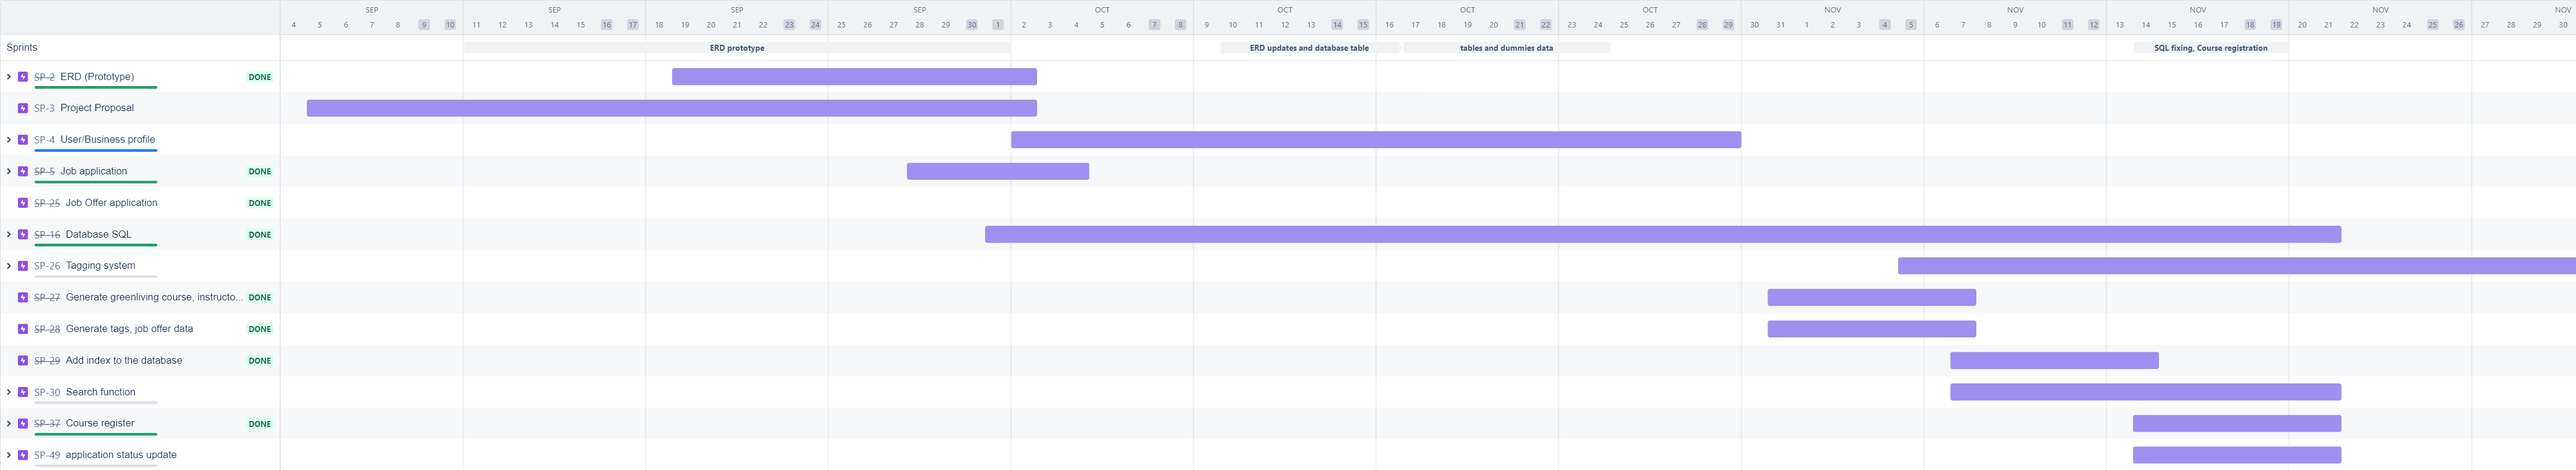 SEP SEP SEP SEP OCT OCT OCT OCT NOV NOV NOV NOV NOV
4 5 6 7 8 9 10 11 12 13 14 15 16 17 18 19 20 21 22 23 24 25 26 27 28 29 30 1 2 3 4 5 6 7 8 9 10 11 12 13 14 15 16 17 18 19 20 21 22 23 24 25 26 27 28 29 30 31 1 2 3 4 5 6 7 8 9 10 11 12 13 14 15 16 17 18 19 20 21 22 23 24 25 26 27 28 29 30
Sprints ERD prototype ERD updates and database table tables and dummies data SQL fixing, Course registration
SP-2 ERD (Prototype) DONE
SP-3 Project Proposal
SP-4 User/Business profile
SP-5 Job application DONE
SP-25 Job Offer application DONE
SP-16 Database SQL DONE
SP-26 Tagging system
SP-27 Generate greenliving course, instructo... DONE
SP-28 Generate tags, job offer data DONE
SP-29 Add index to the database DONE
SP-30 Search function
SP-37 Course register DONE
SP-49 application status update